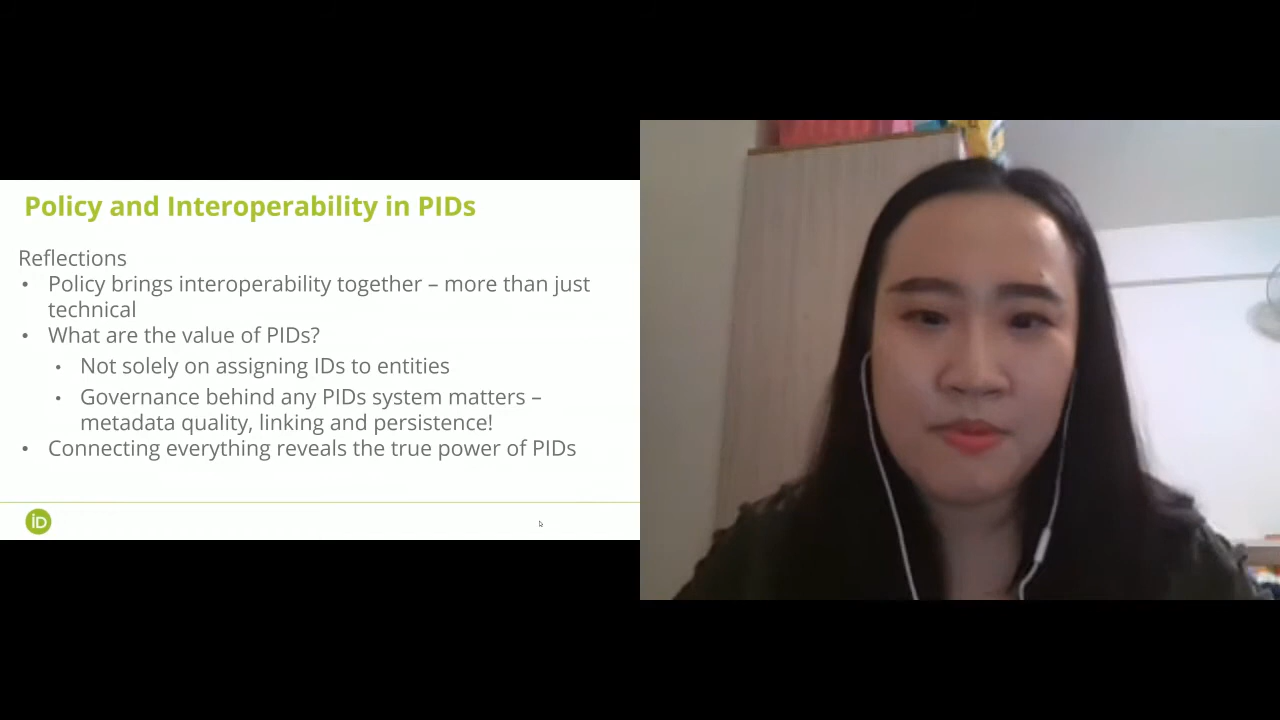 Policy and Interoperability in PIDs
Reflections
• Policy brings interoperability together – more than just
technical
• What are the value of PIDs?
• Not solely on assigning IDs to entities
• Governance behind any PIDs system matters –
metadata quality, linking and persistence!
• Connecting everything reveals the true power of PIDs
iD